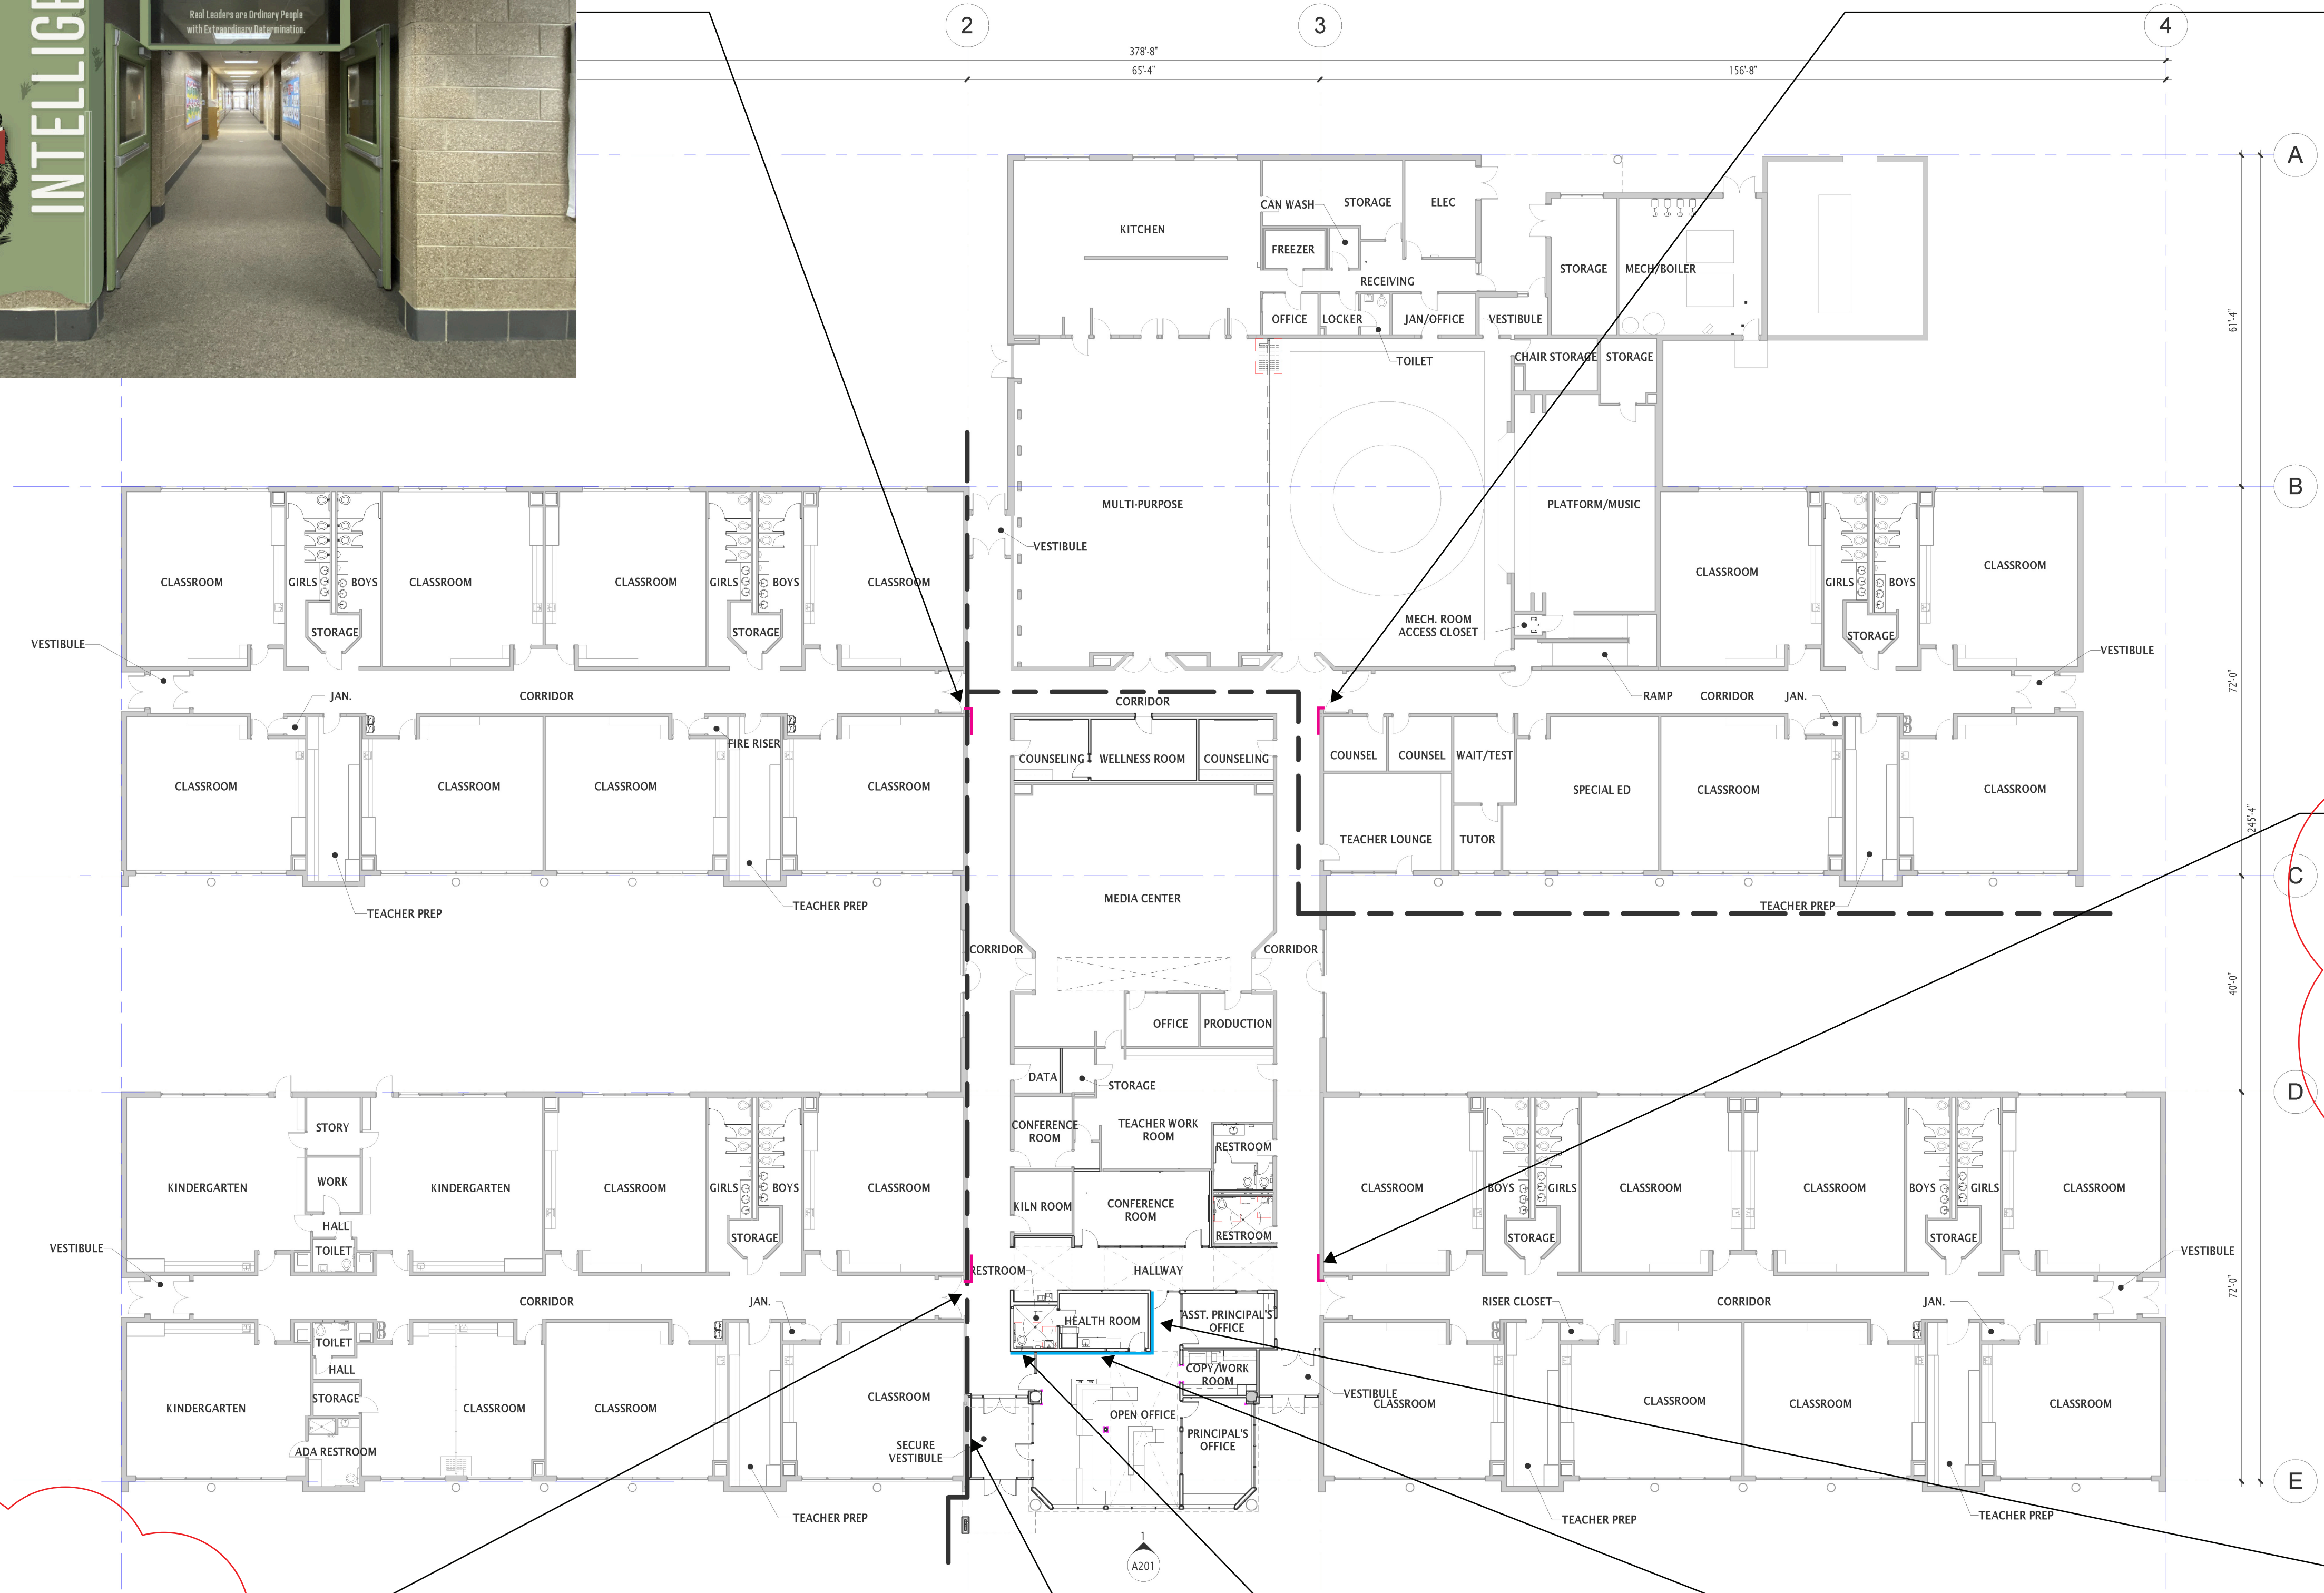 Real Leaders are Ordinary People
with Extraordinary Determination.
INTELLIGE
2
3
4
378'-8"
65'-4"
156'-8"
A
KITCHEN
CAN WASH
STORAGE
ELEC
FREEZER
RECEIVING
STORAGE
MECH/BOILER
OFFICE
LOCKER
JAN/OFFICE
VESTIBULE
61'-4"
TOILET
CHAIR STORAGE
STORAGE
B
MULTI-PURPOSE
PLATFORM/MUSIC
VESTIBULE
CLASSROOM
GIRLS
BOYS
CLASSROOM
CLASSROOM
GIRLS
BOYS
CLASSROOM
CLASSROOM
GIRLS
BOYS
CLASSROOM
STORAGE
STORAGE
MECH. ROOM
ACCESS CLOSET
STORAGE
VESTIBULE
VESTIBULE
JAN.
CORRIDOR
CORRIDOR
RAMP
CORRIDOR
JAN.
72'-0"
FIRE RISER
COUNSELING
WELLNESS ROOM
COUNSELING
COUNSEL
COUNSEL
WAIT/TEST
CLASSROOM
CLASSROOM
CLASSROOM
CLASSROOM
SPECIAL ED
CLASSROOM
CLASSROOM
TEACHER LOUNGE
TUTOR
245'-4"
C
TEACHER PREP
TEACHER PREP
MEDIA CENTER
TEACHER PREP
CORRIDOR
CORRIDOR
40'-0"
OFFICE
PRODUCTION
DATA
STORAGE
D
STORY
CONFERENCE
ROOM
TEACHER WORK
ROOM
RESTROOM
KINDERGARTEN
WORK
KINDERGARTEN
CLASSROOM
GIRLS
BOYS
CLASSROOM
KILN ROOM
CONFERENCE
ROOM
RESTROOM
CLASSROOM
BOYS
GIRLS
CLASSROOM
CLASSROOM
BOYS
GIRLS
CLASSROOM
HALL
TOILET
STORAGE
STORAGE
STORAGE
VESTIBULE
VESTIBULE
RESTROOM
HALLWAY
72'-0"
CORRIDOR
JAN.
RISER CLOSET
CORRIDOR
JAN.
HEALTH ROOM
ASST. PRINCIPAL'S
OFFICE
TOILET
HALL
COPY/WORK
ROOM
STORAGE
VESTIBULE
KINDERGARTEN
CLASSROOM
CLASSROOM
CLASSROOM
OPEN OFFICE
CLASSROOM
CLASSROOM
CLASSROOM
CLASSROOM
ADA RESTROOM
SECURE
VESTIBULE
PRINCIPAL'S
OFFICE
E
TEACHER PREP
TEACHER PREP
TEACHER PREP
1
A201